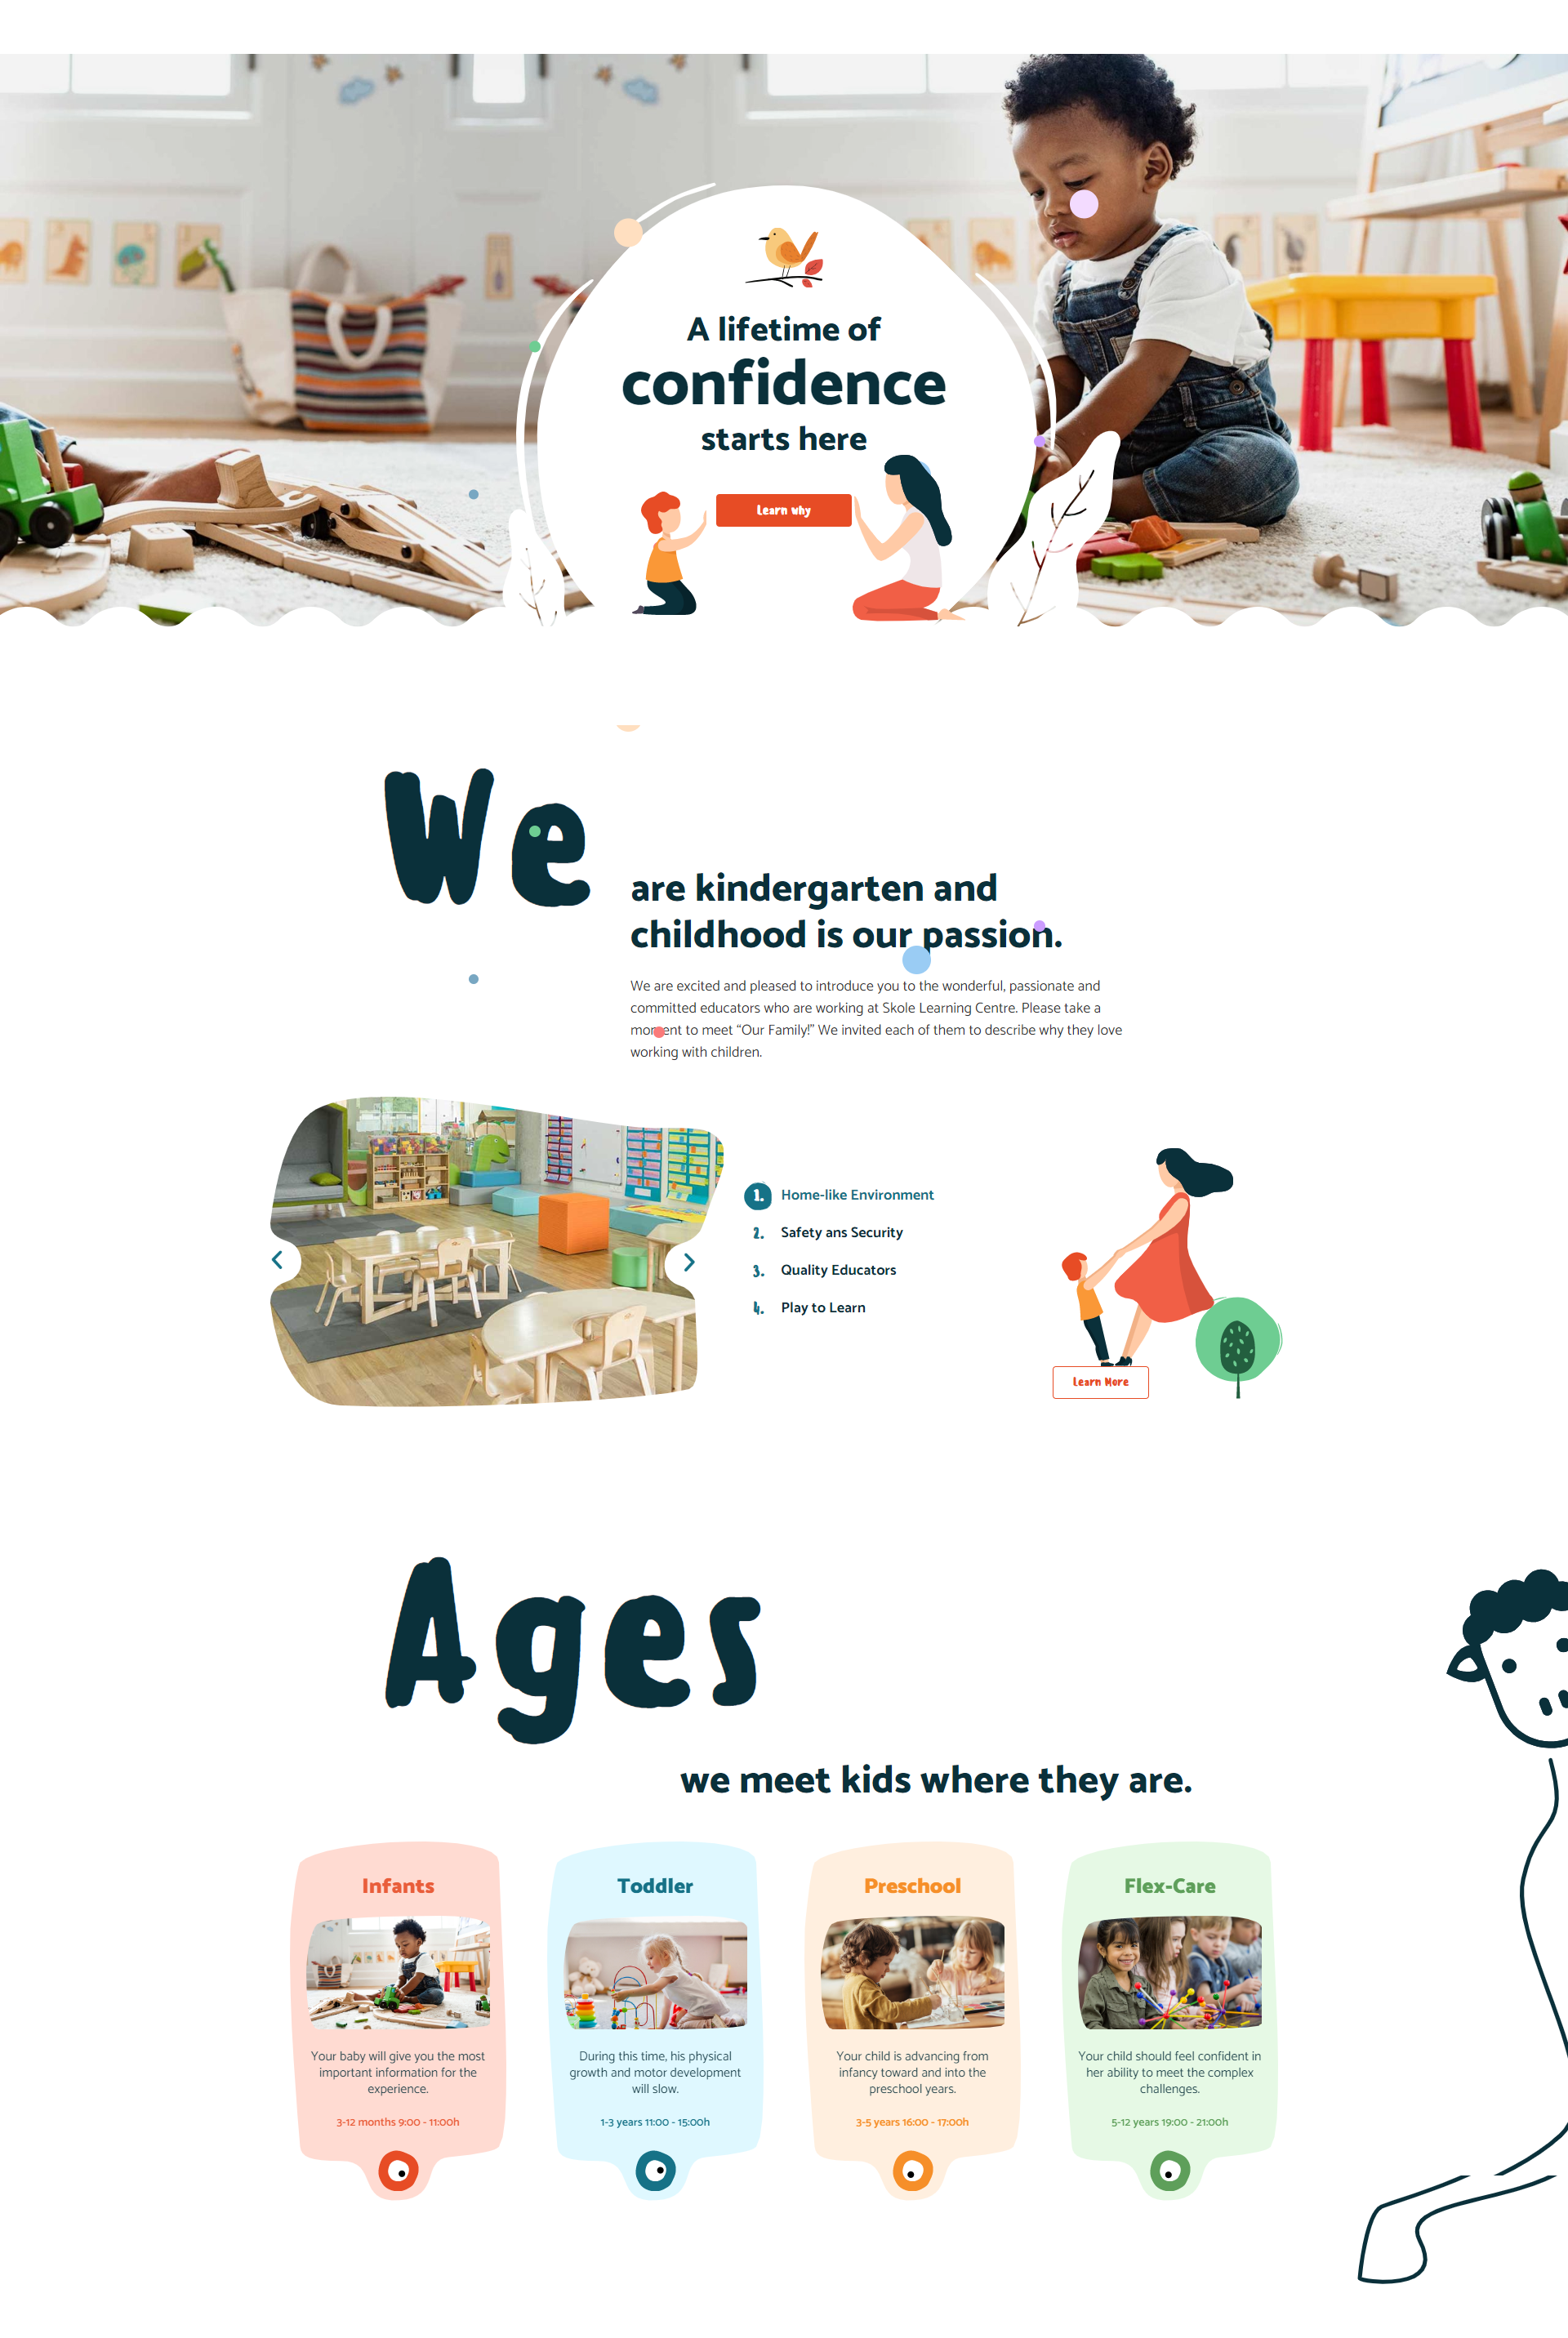 A lifetime of
confidence
starts here
Learn why
We
are kindergarten and
childhood is our passion.
We are excited and pleased to introduce you to the wonderful, passionate and
committed educators who are working at Skole Learning Centre. Please take a
moment to meet “Our Family!” We invited each of them to describe why they love
working with children.
1. Home-like Environment
2. Safety ans Security
3. Quality Educators
4. Play to Learn
Learn More
Ages
we meet kids where they are.
Infants
Your baby will give you the most
important information for the
experience.
3-12 months 9:00 - 11:00h
Toddler
During this time, his physical
growth and motor development
will slow.
1-3 years 11:00 - 15:00h
Preschool
Your child is advancing from
infancy toward and into the
preschool years.
3-5 years 16:00 - 17:00h
Flex-Care
Your child should feel confident in
her ability to meet the complex
challenges.
5-12 years 19:00 - 21:00h